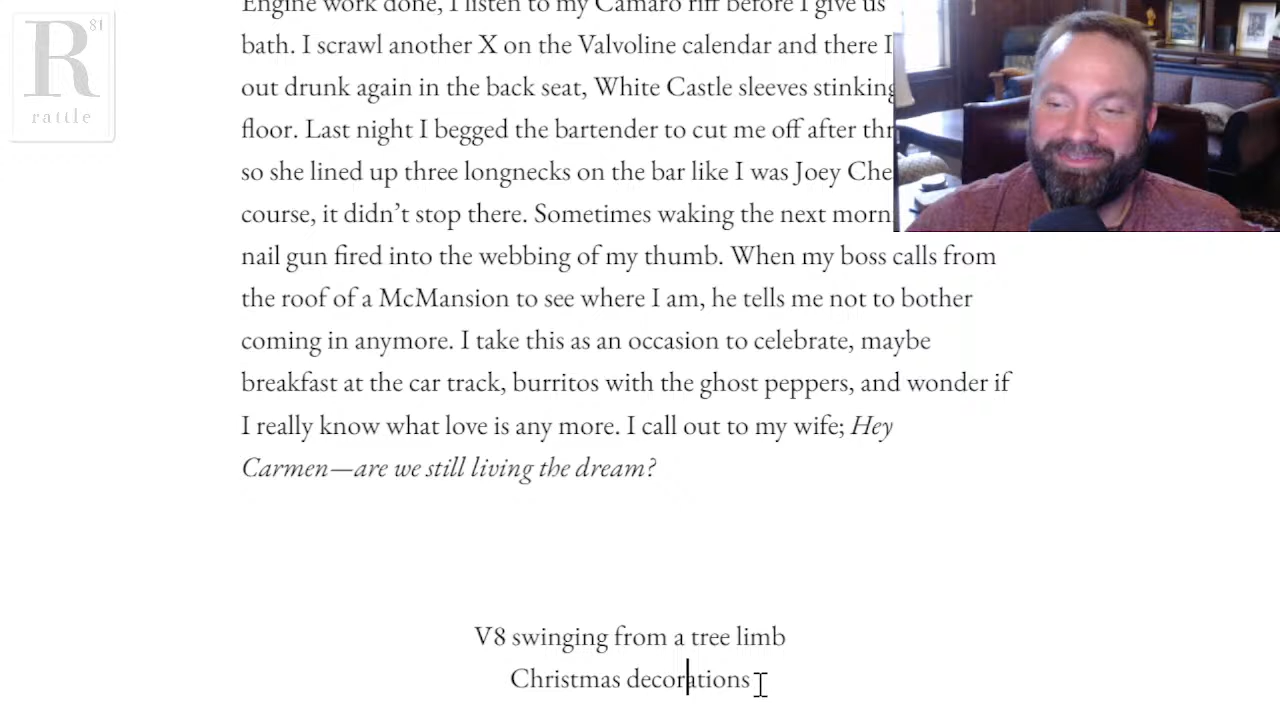 R 81
rattle
Engine work done, I listen to my Camaro riff before I give us
bath. I scrawl another X on the Valvoline calendar and there I
out drunk again in the back seat, White Castle sleeves stinking
floor. Last night I begged the bartender to cut me off after thr
so she lined up three longnecks on the bar like I was Joey Che
course, it didn’t stop there. Sometimes waking the next morn
nail gun fired into the webbing of my thumb. When my boss calls from
the roof of a McMansion to see where I am, he tells me not to bother
coming in anymore. I take this as an occasion to celebrate, maybe
breakfast at the car track, burritos with the ghost peppers, and wonder if
I really know what love is any more. I call out to my wife; Hey
Carmen—are we still living the dream?
V8 swinging from a tree limb
Christmas decorations